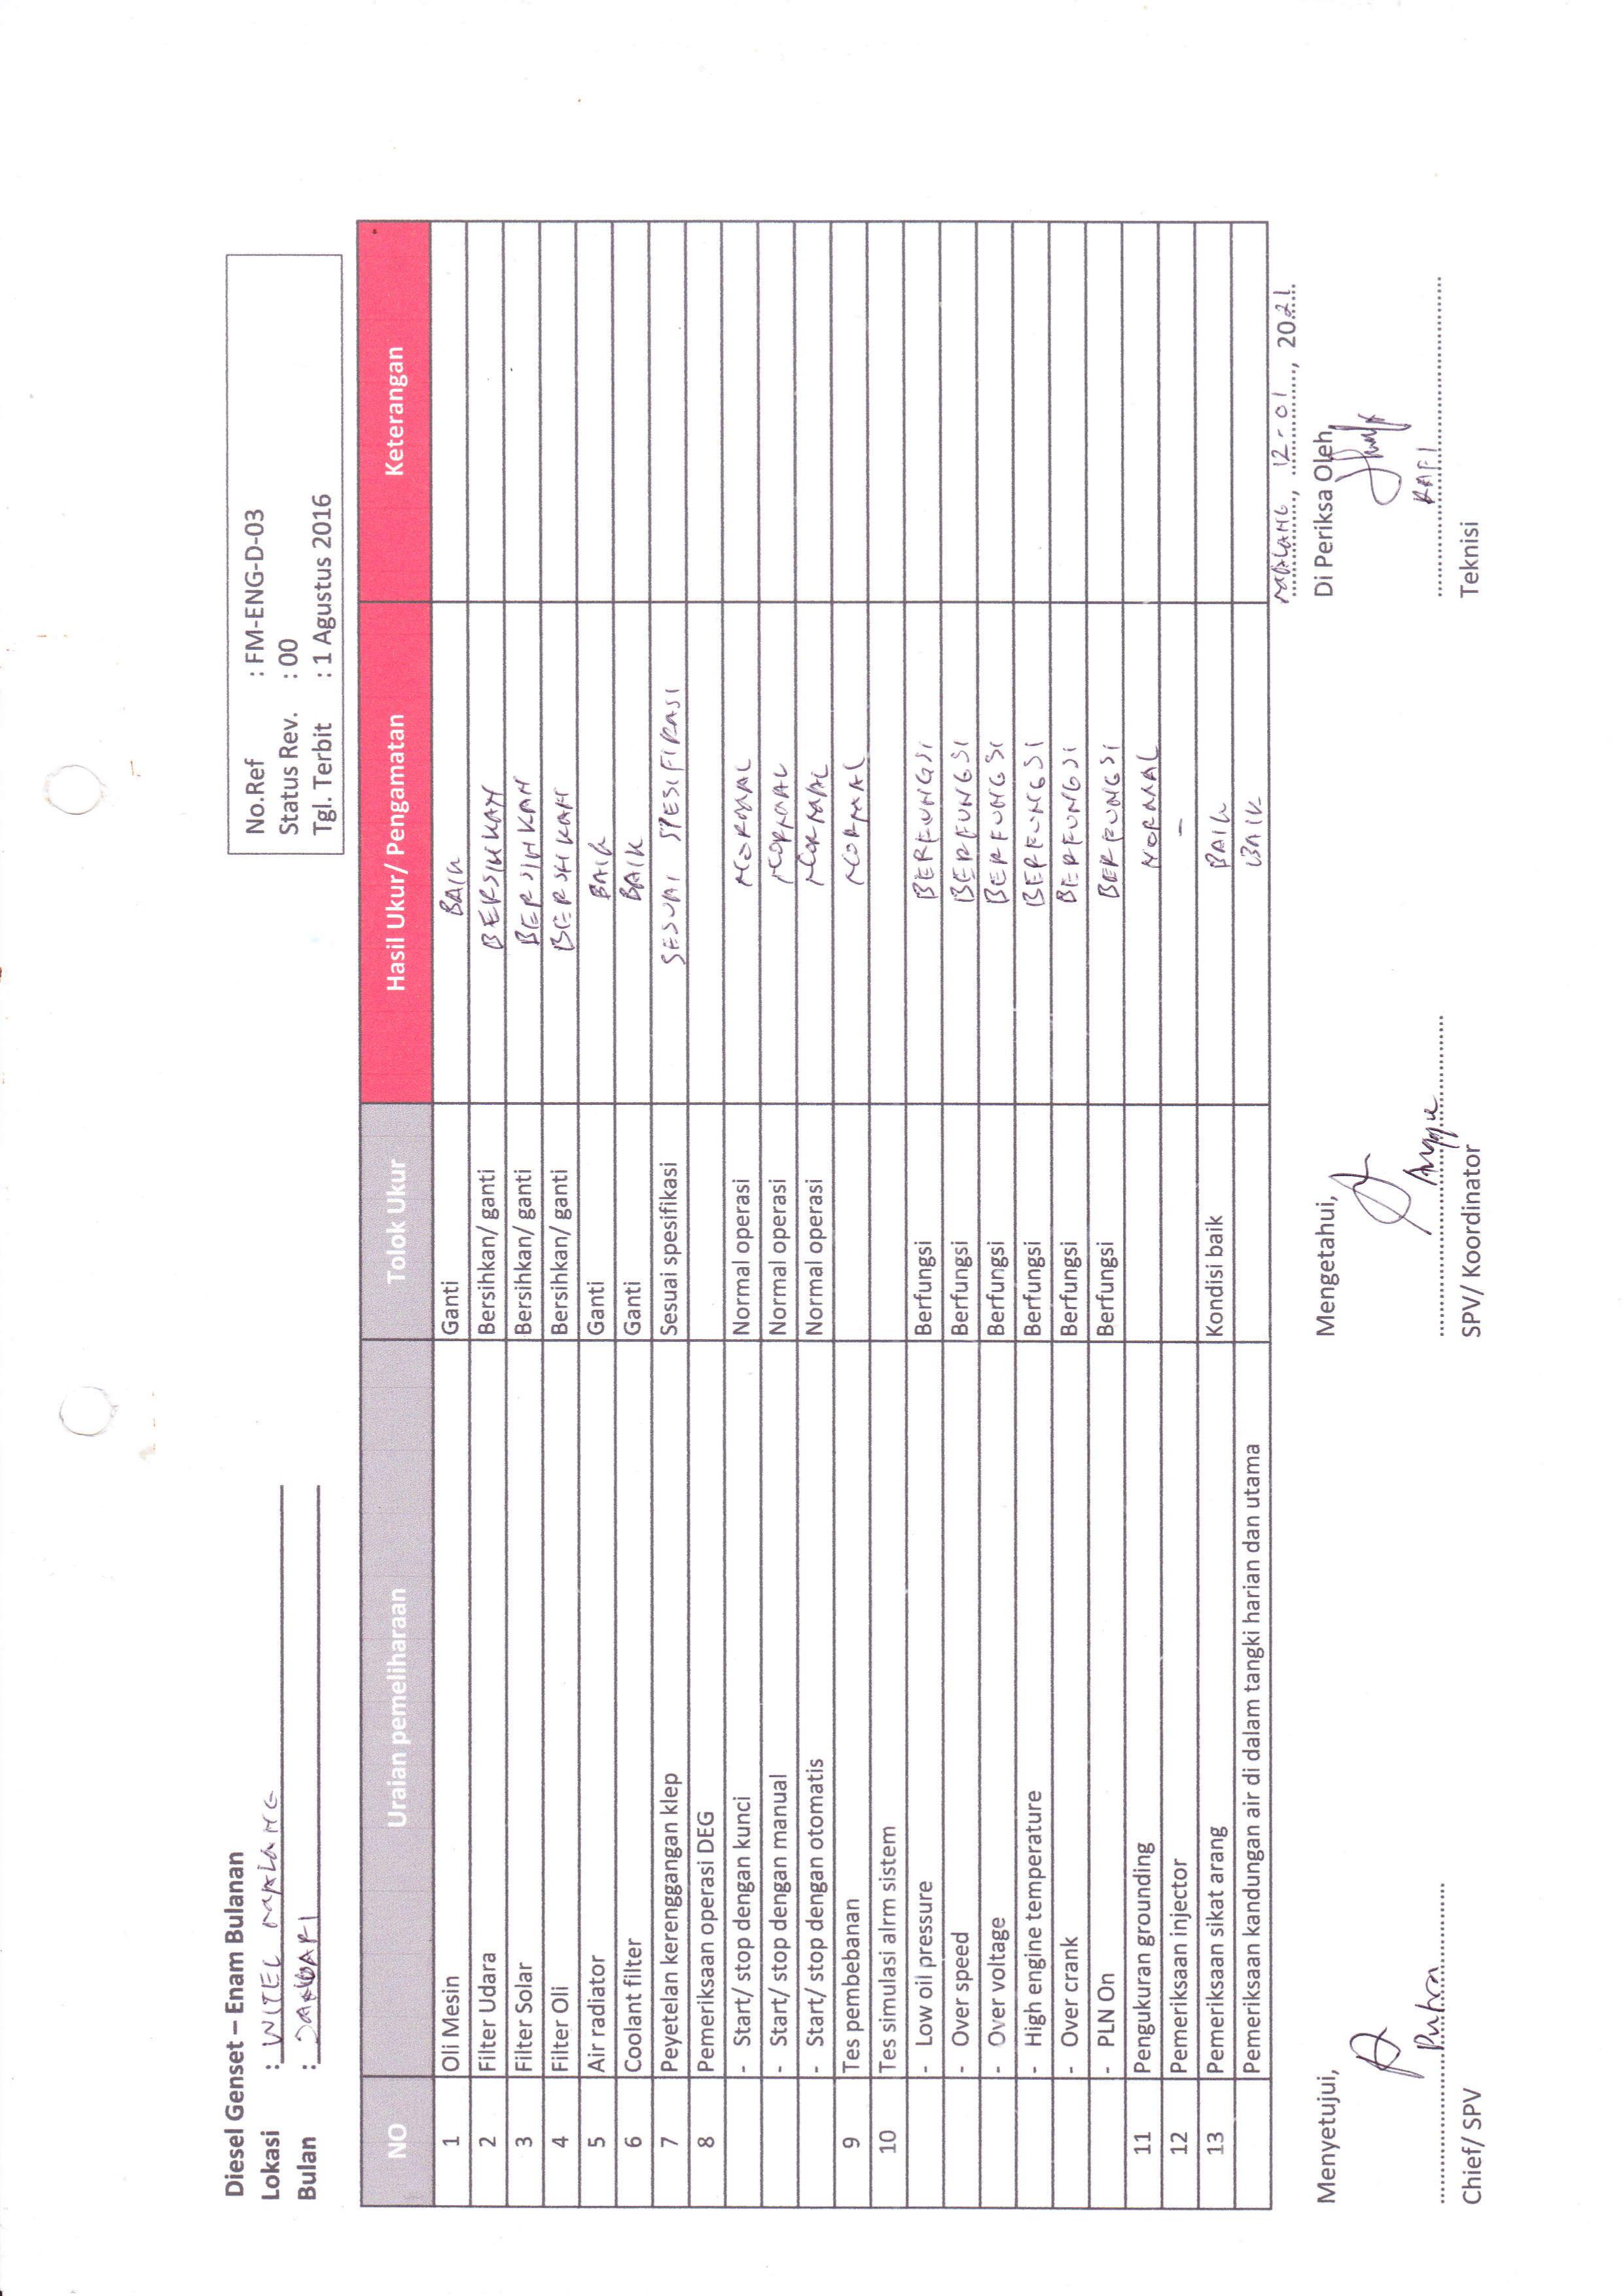 Diesel Genset – Enam Bulanan
Lokasi : WITEL MALANG
Bulan : JANUARI
No.Ref : FM-ENG-D-03
Status Rev. : 00
Tgl. Terbit : 1 Agustus 2016
NO Uraian pemeliharaan Tolok Ukur Hasil Ukur/ Pengamatan Keterangan
1 Oli Mesin Ganti BAIK
2 Filter Udara Bersihkan/ ganti BERSIHKAN
3 Filter Solar Bersihkan/ ganti BERSIHKAN
4 Filter Oli Bersihkan/ ganti BERSHKAN
5 Air radiator Ganti BAIK
6 Coolant filter Ganti BAIK
7 Peyetelan kerenggangan klep Sesuai spesifikasi SESUAI SPESIFIKASI
8 Pemeriksaan operasi DEG
- Start/ stop dengan kunci Normal operasi NORMAL
- Start/ stop dengan manual Normal operasi NORMAL
- Start/ stop dengan otomatis Normal operasi NORMAL
9 Tes pembebanan NORMAL
10 Tes simulasi alrm sistem
- Low oil pressure Berfungsi BERFUNGSI
- Over speed Berfungsi BERFUNGSI
- Over voltage Berfungsi BERFUNGSI
- High engine temperature Berfungsi BERFUNGSI
- Over crank Berfungsi BERFUNGSI
- PLN On Berfungsi BERFUNGSI
11 Pengukuran grounding NORMAL
12 Pemeriksaan injector -
13 Pemeriksaan sikat arang Kondisi baik BAIK
Pemeriksaan kandungan air di dalam tangki harian dan utama BAIK
MALANG, 12-01, 2021
Menyetujui, Mengetahui, Di Periksa Oleh,
Putra Anggie RAFI
Chief/ SPV SPV/ Koordinator Teknisi